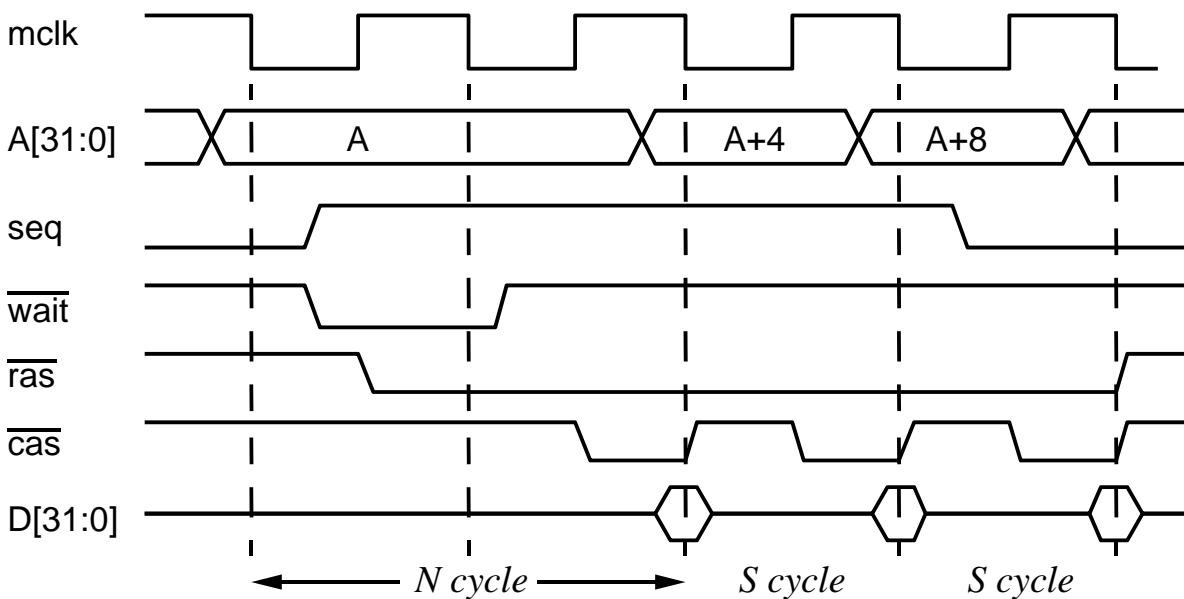 mclk
A[31:0] A A+4 A+8
seq
wait
ras
cas
D[31:0]
N cycle S cycle S cycle